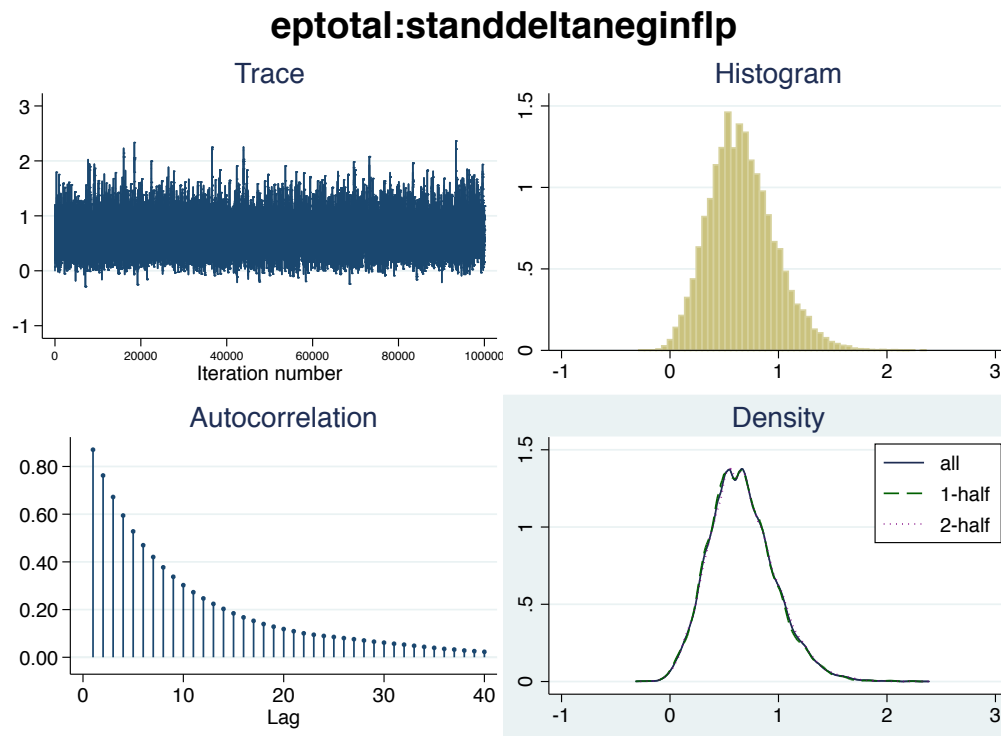 eptotal:standdeltaneginflp
Trace
3
2
1
0
-1
0 20000 40000 60000 80000 100000
Iteration number
Histogram
1.5
1
.5
0
-1 0 1 2 3
Autocorrelation
0.80
0.60
0.40
0.20
0.00
0 10 20 30 40
Lag
Density
1.5
1
.5
0
-1 0 1 2 3
all
1-half
2-half